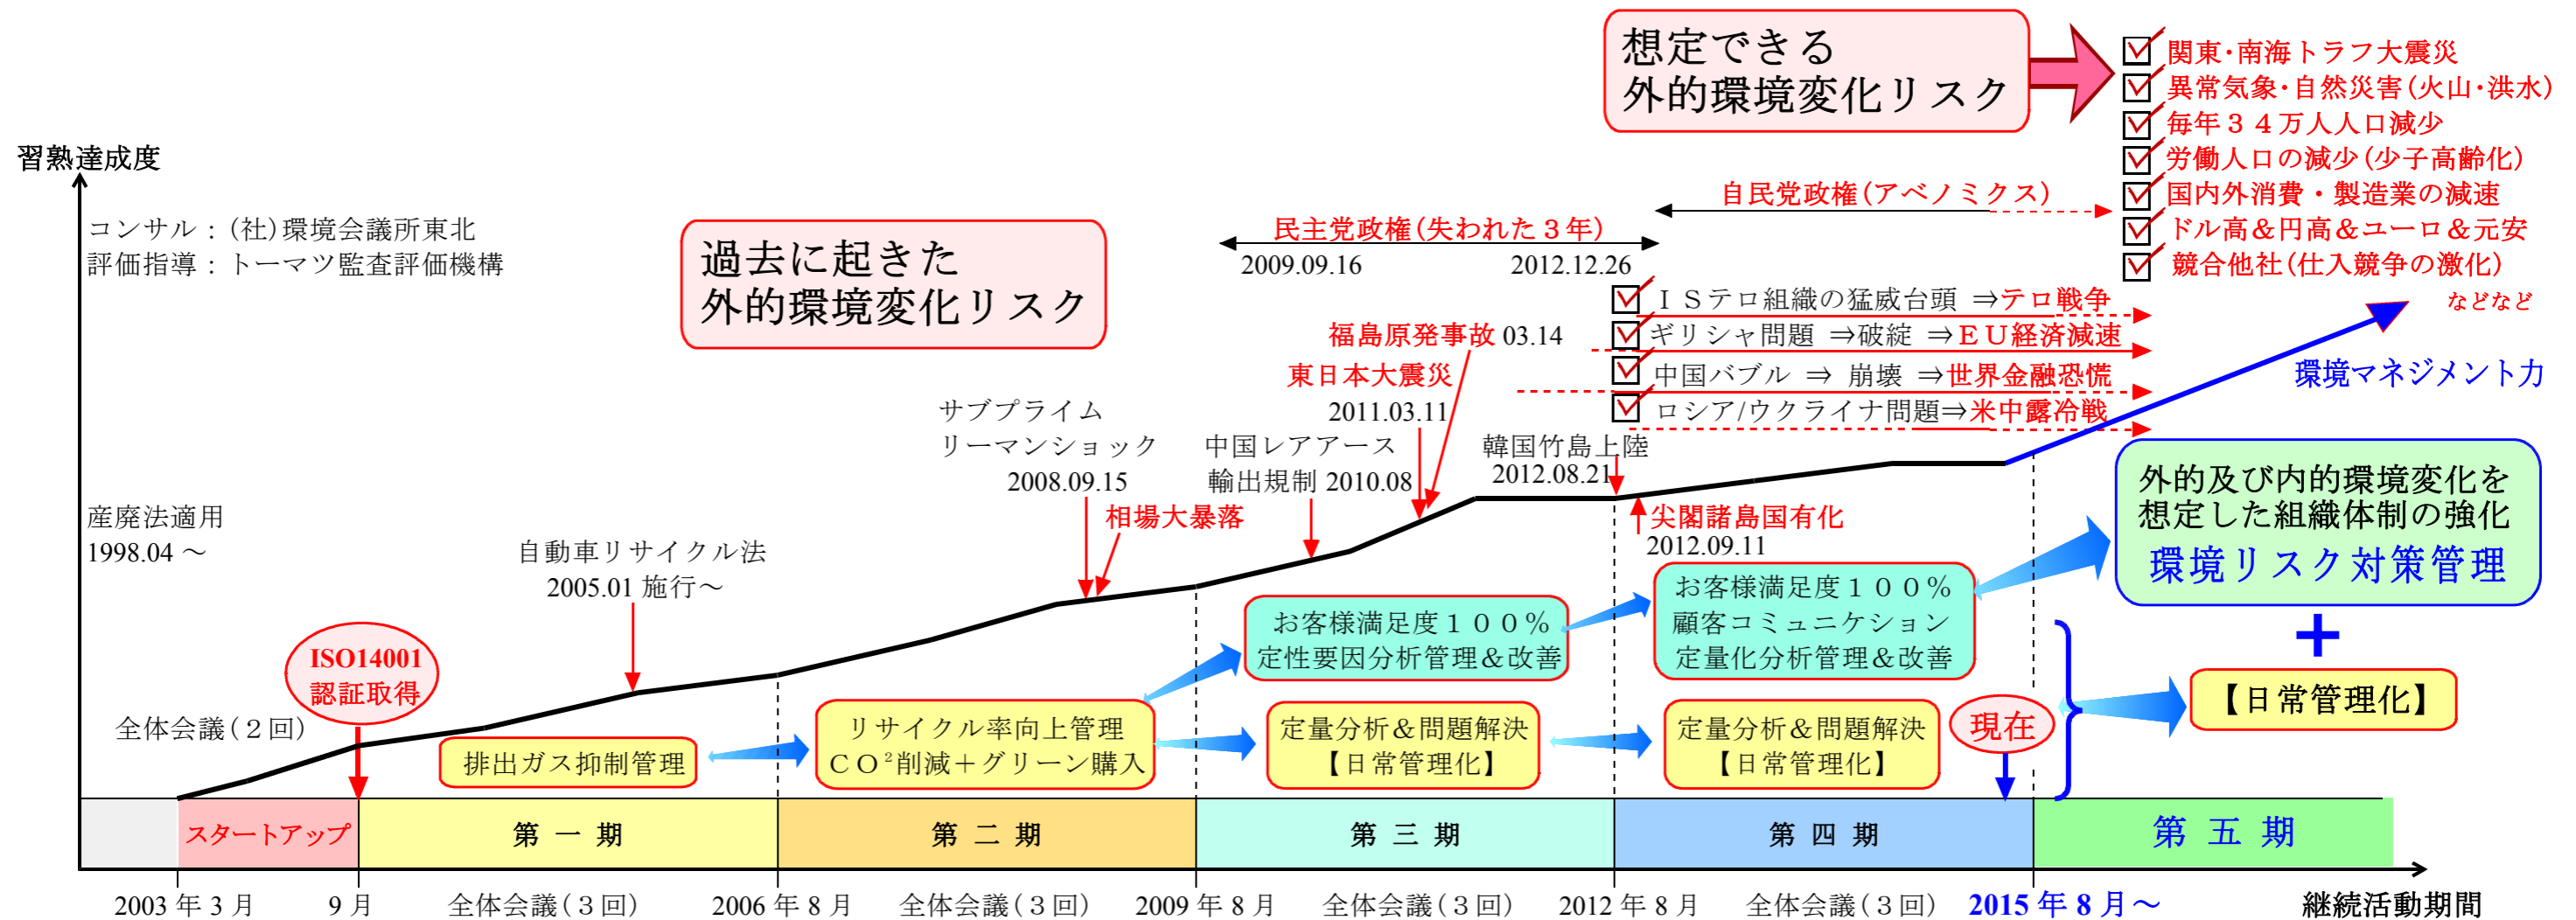 想定できる
外的環境変化リスク
関東･南海トラフ大震災
異常気象･自然災害(火山･洪水)
毎年３４万人人口減少
労働人口の減少(少子高齢化)
国内外消費・製造業の減速
ドル高＆円高＆ユーロ＆元安
競合他社(仕入競争の激化)
などなど
習熟達成度
コンサル：(社)環境会議所東北
評価指導：トーマツ監査評価機構
過去に起きた
外的環境変化リスク
自民党政権(アベノミクス)
民主党政権(失われた３年)
2009.09.16
2012.12.26
ＩＳテロ組織の猛威台頭 ⇒テロ戦争
ギリシャ問題 ⇒破綻 ⇒ＥＵ経済減速
中国バブル ⇒ 崩壊 ⇒世界金融恐慌
ロシア/ウクライナ問題⇒米中露冷戦
環境マネジメント力
福島原発事故 03.14
東日本大震災
2011.03.11
サブプライム
リーマンショック
2008.09.15
相場大暴落
中国レアアース
輸出規制 2010.08
韓国竹島上陸
2012.08.21
尖閣諸島国有化
2012.09.11
産廃法適用
1998.04 ～
自動車リサイクル法
2005.01 施行～
外的及び内的環境変化を
想定した組織体制の強化
環境リスク対策管理
＋
【日常管理化】
お客様満足度１００％
定性要因分析管理＆改善
お客様満足度１００％
顧客コミュニケション
定量化分析管理＆改善
ISO14001
認証取得
全体会議(２回)
排出ガス抑制管理
リサイクル率向上管理
ＣＯ²削減＋グリーン購入
定量分析＆問題解決
【日常管理化】
定量分析＆問題解決
【日常管理化】
現在
スタートアップ
第 一 期
第 二 期
第 三 期
第 四 期
第 五 期
2003 年 3 月
9 月
全体会議(３回)
2006 年 8 月
全体会議(３回)
2009 年 8 月
全体会議(３回)
2012 年 8 月
全体会議(３回)
2015 年 8 月～
継続活動期間